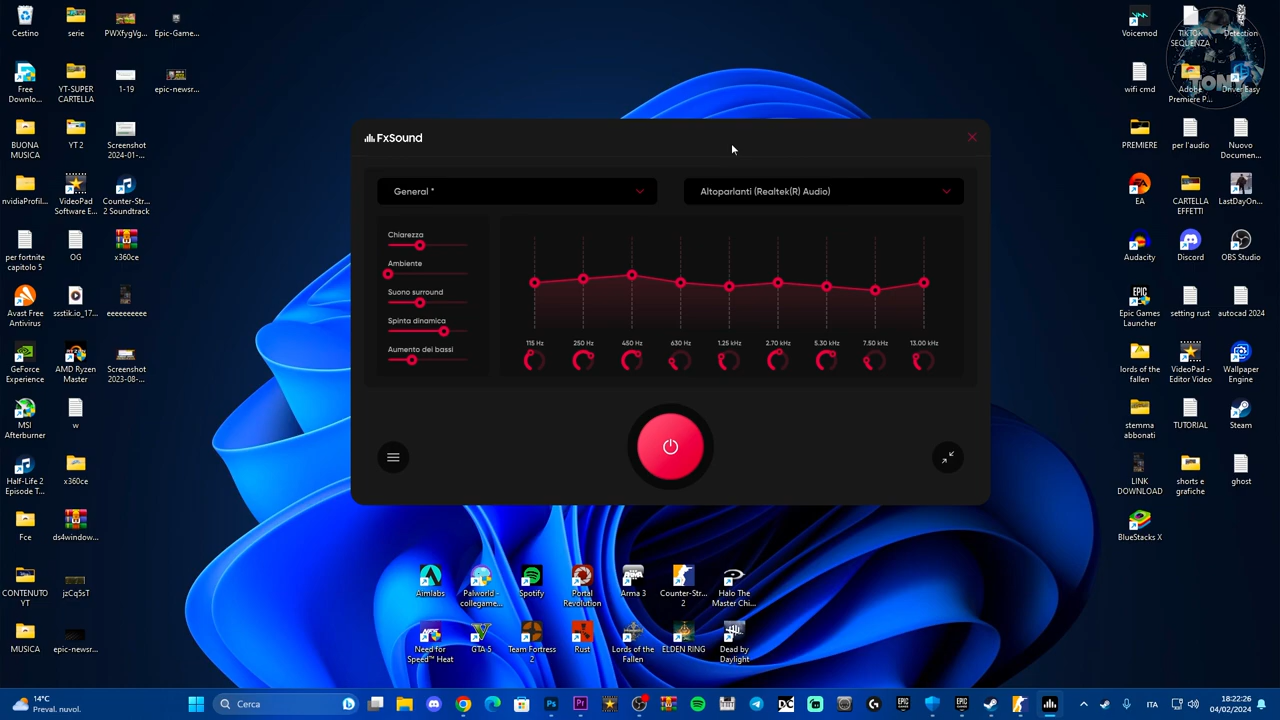 Cestino
serie
PWXfygVg...
Epic-Game...
Free
Downlo...
YT-SUPER
CARTELLA
1-19
epic-newsr...
BUONA
MUSICA
YT 2
Screenshot
2024-01-...
nvidiaProfil...
VideoPad
Software E...
Counter-Str...
2 Soundtrack
per fortnite
capitolo 5
OG
x360ce
Avast Free
Antivirus
ssstik.io_17...
eeeeeeeee
GeForce
Experience
AMD Ryzen
Master
Screenshot
2023-08-...
MSI
Afterburner
w
Half-Life 2
Episode T...
x360ce
Fce
ds4window...
CONTENUTO
YT
jzCq5sT
MUSICA
epic-newsr...
FxSound
General *
Altoparlanti (Realtek(R) Audio)
Chiarezza
Ambiente
Suono surround
Spinta dinamica
Aumento dei bassi
115 Hz
250 Hz
450 Hz
630 Hz
1.25 kHz
2.70 kHz
5.30 kHz
7.50 kHz
13.00 kHz
Aimlabs
Palworld -
collegame...
Spotify
Portal
Revolution
Arma 3
Counter-Str...
2
Halo The
Master Chi...
Need for
Speed™ Heat
GTA 5
Team Fortress
2
Rust
Lords of the
Fallen
ELDEN RING
Dead by
Daylight
Voicemod
TIKTOK
SEQUENZA
Detection
wifi cmd
Adobe
Premiere P...
Driver Easy
TONY
PREMIERE
per l'audio
Nuovo
Documen...
EA
CARTELLA
EFFETTI
LastDayOn...
Audacity
Discord
OBS Studio
Epic Games
Launcher
setting rust
autocad 2024
lords of the
fallen
VideoPad -
Editor Video
Wallpaper
Engine
stemma
abbonati
TUTORIAL
Steam
LINK
DOWNLOAD
shorts e
grafiche
ghost
BlueStacks X
14°C
Preval. nuvol.
Cerca
ITA
18:22:26
04/02/2024